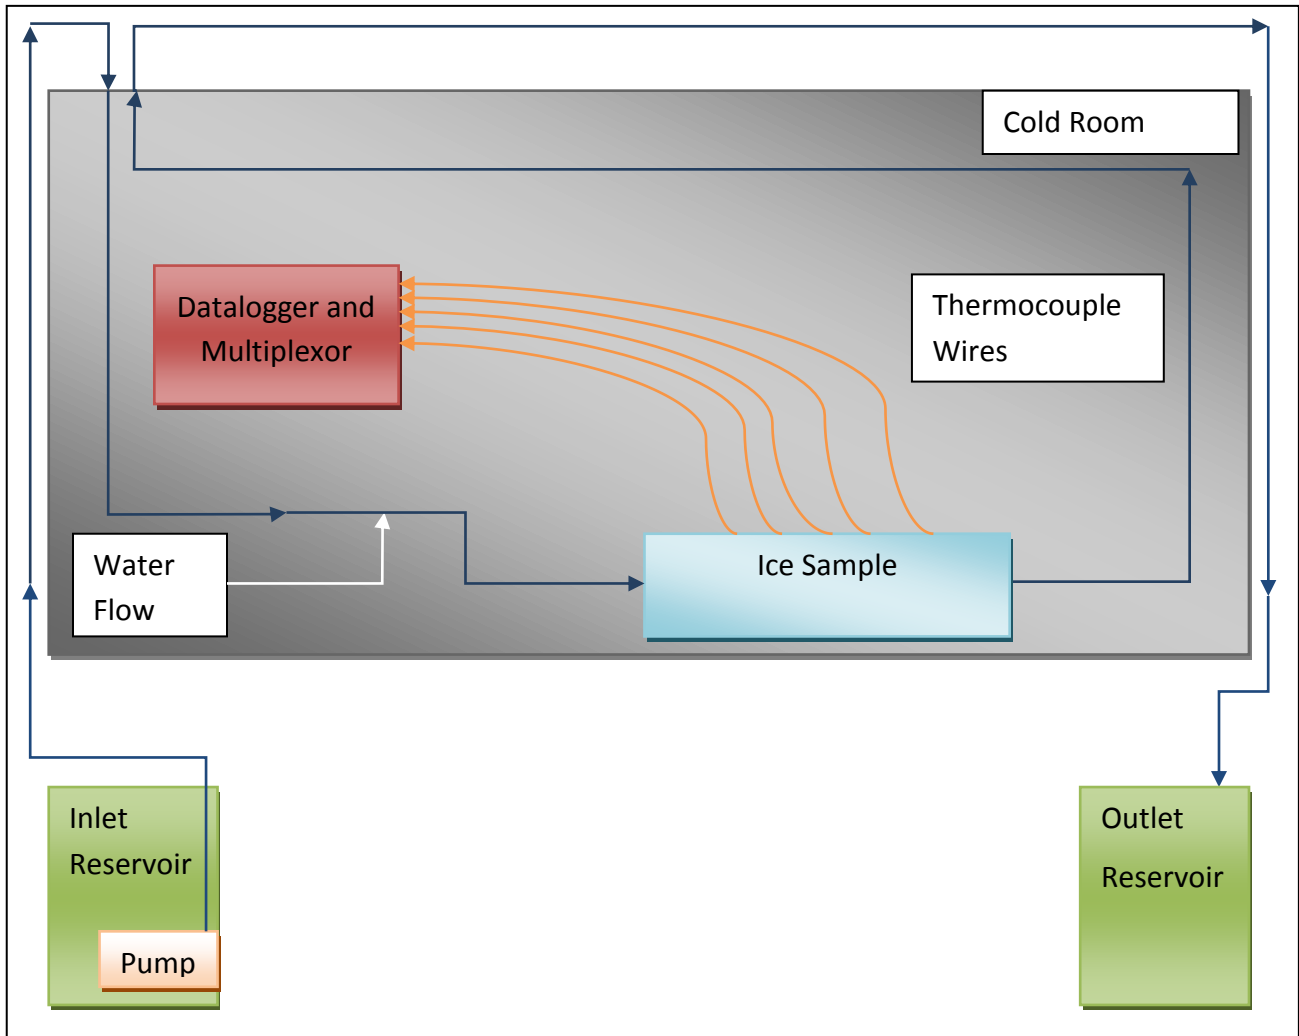 Cold Room
Datalogger and
Multiplexor
Thermocouple
Wires
Water
Flow
Ice Sample
Inlet
Reservoir
Pump
Outlet
Reservoir